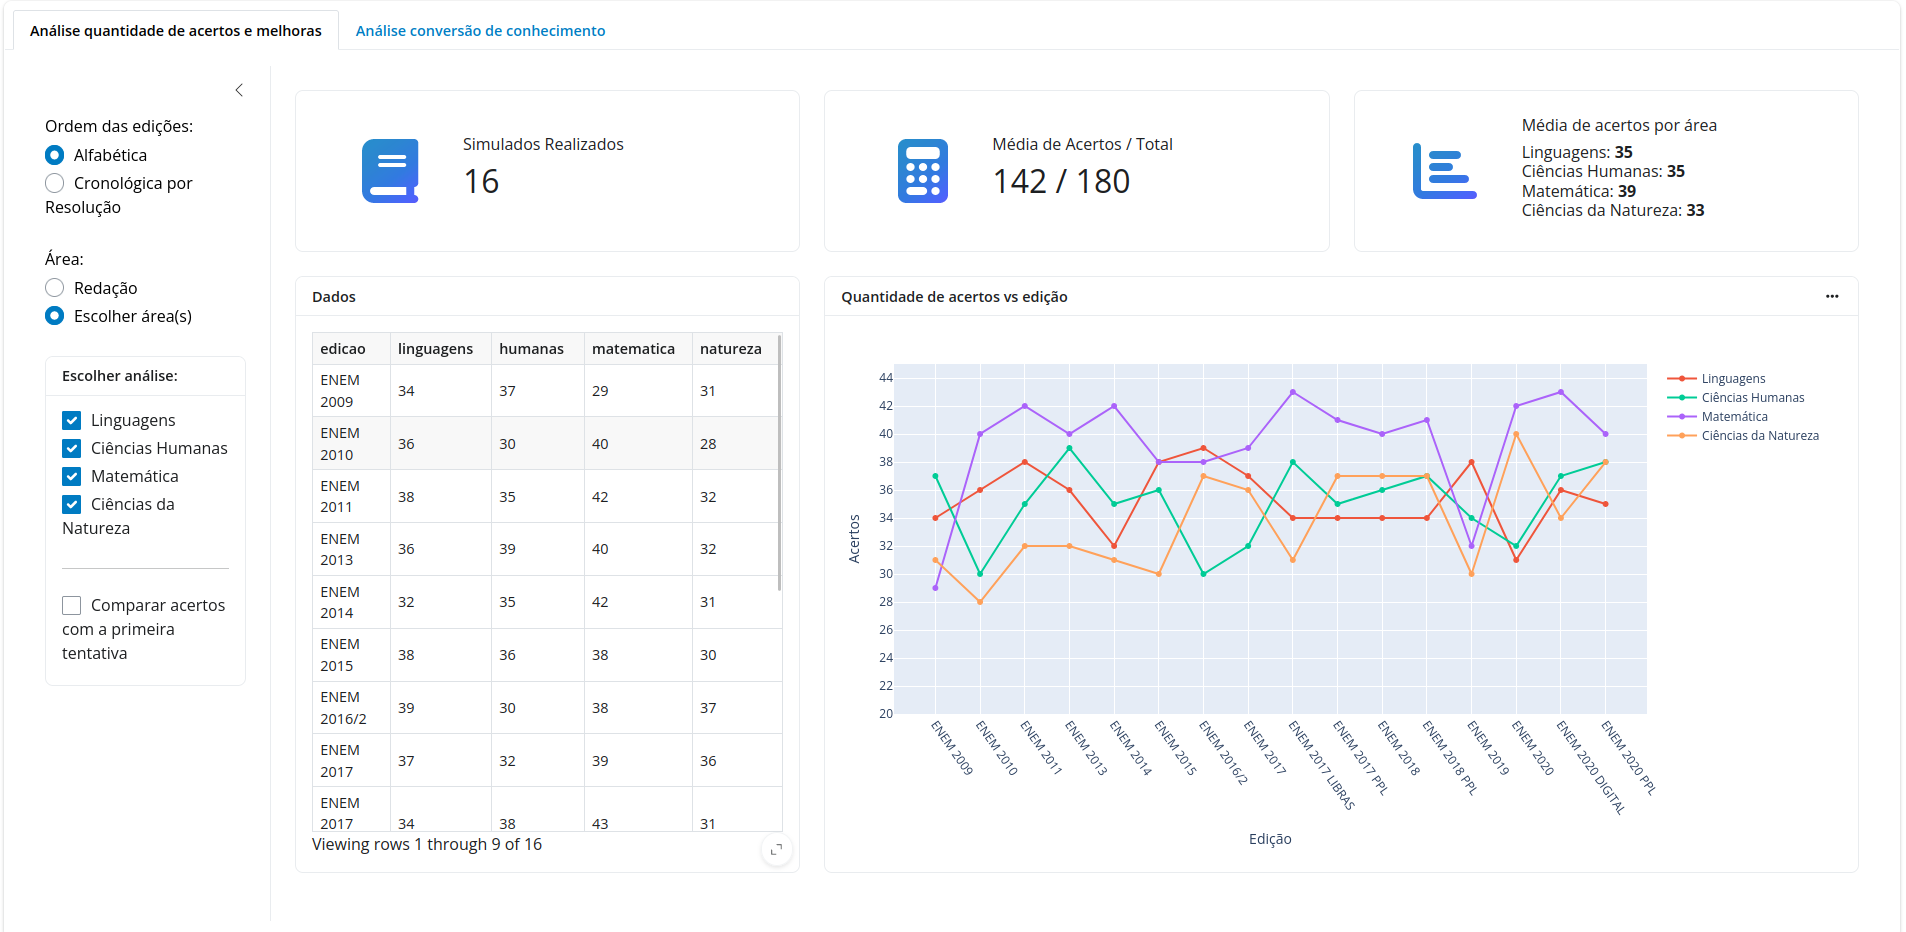 Análise quantidade de acertos e melhoras
Análise conversão de conhecimento
Ordem das edições:
Alfabética
Cronológica por
Resolução
Área:
Redação
Escolher área(s)
Escolher análise:
Linguagens
Ciências Humanas
Matemática
Ciências da
Natureza
Comparar acertos
com a primeira
tentativa
Simulados Realizados
16
Média de Acertos / Total
142 / 180
Média de acertos por área
Linguagens: 35
Ciências Humanas: 35
Matemática: 39
Ciências da Natureza: 33
Dados
edicao linguagens humanas matematica natureza
ENEM
2009 34 37 29 31
ENEM
2010 36 30 40 28
ENEM
2011 38 35 42 32
ENEM
2013 36 39 40 32
ENEM
2014 32 35 42 31
ENEM
2015 38 36 38 30
ENEM
2016/2 39 30 38 37
ENEM
2017 37 32 39 36
ENEM
2017 34 38 43 31
Viewing rows 1 through 9 of 16
Quantidade de acertos vs edição
44
42
40
38
36
34
32
30
28
26
24
22
20
Acertos
ENEM 2009
ENEM 2010
ENEM 2011
ENEM 2013
ENEM 2014
ENEM 2015
ENEM 2016/2
ENEM 2017
ENEM 2017 LIBRAS
ENEM 2017 PPL
ENEM 2018
ENEM 2018 PPL
ENEM 2019
ENEM 2020
ENEM 2020 DIGITAL
ENEM 2020 PPL
Edição
Linguagens
Ciências Humanas
Matemática
Ciências da Natureza